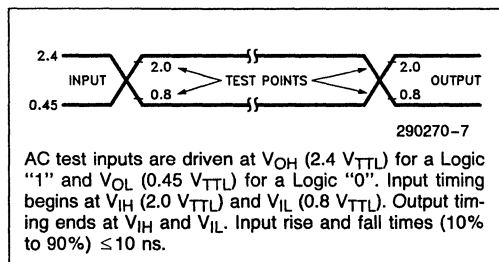 2.4
2.0 2.0
INPUT TEST POINTS OUTPUT
0.8 0.8
0.45
290270-7
AC test inputs are driven at VOH (2.4 VTTL) for a Logic
"1" and VOL (0.45 VTTL) for a Logic "0". Input timing
begins at VIH (2.0 VTTL) and VIL (0.8 VTTL). Output tim-
ing ends at VIH and VIL. Input rise and fall times (10%
to 90%) ≤10 ns.